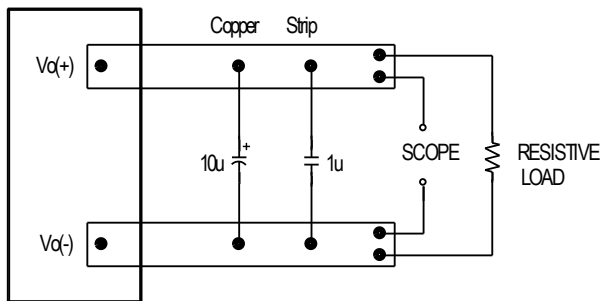 Copper Strip
Vo(+)
+
10u
1u
SCOPE
RESISTIVE
LOAD
Vo(-)